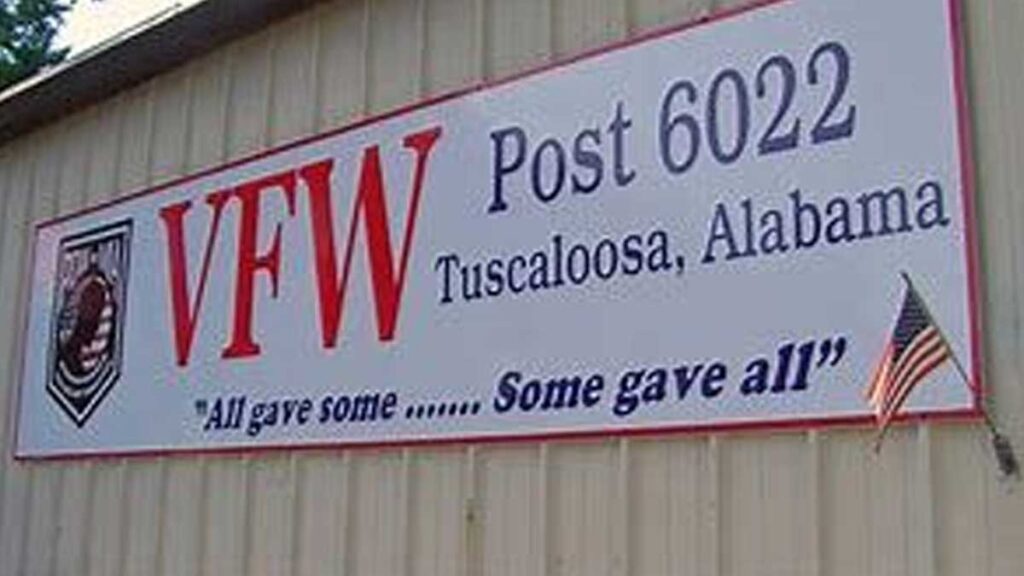 VFW
Post 6022
Tuscaloosa, Alabama
"All gave some ....... Some gave all”